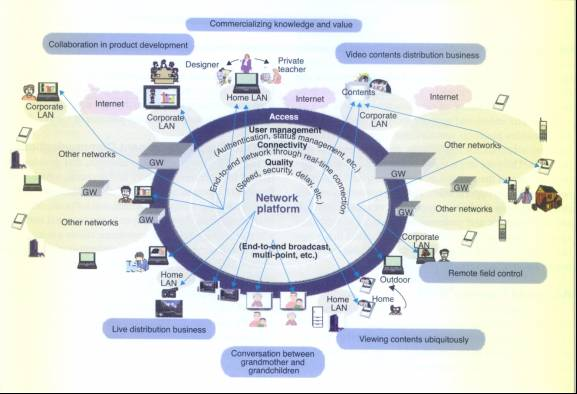 Commercializing knowledge and value
Collaboration in product development
Video contents distribution business
Designer
Private
teacher
Home LAN
Contents
Corporate
LAN
Internet
Corporate
LAN
Internet
Corporate
LAN
Internet
Access
User management
(Authentication, status management, etc.)
Connectivity
End-to-end network through real-time connection
Quality
(Speed, security, delay, etc.)
Other networks
Other networks
GW
GW
GW
GW
GW
GW
Network
platform
Other networks
Other networks
(End-to-end broadcast,
multi-point, etc.)
Corporate
LAN
Home
LAN
Outdoor
Home
LAN
Home
Remote field control
Live distribution business
Viewing contents ubiquitously
Conversation between
grandmother and
grandchildren